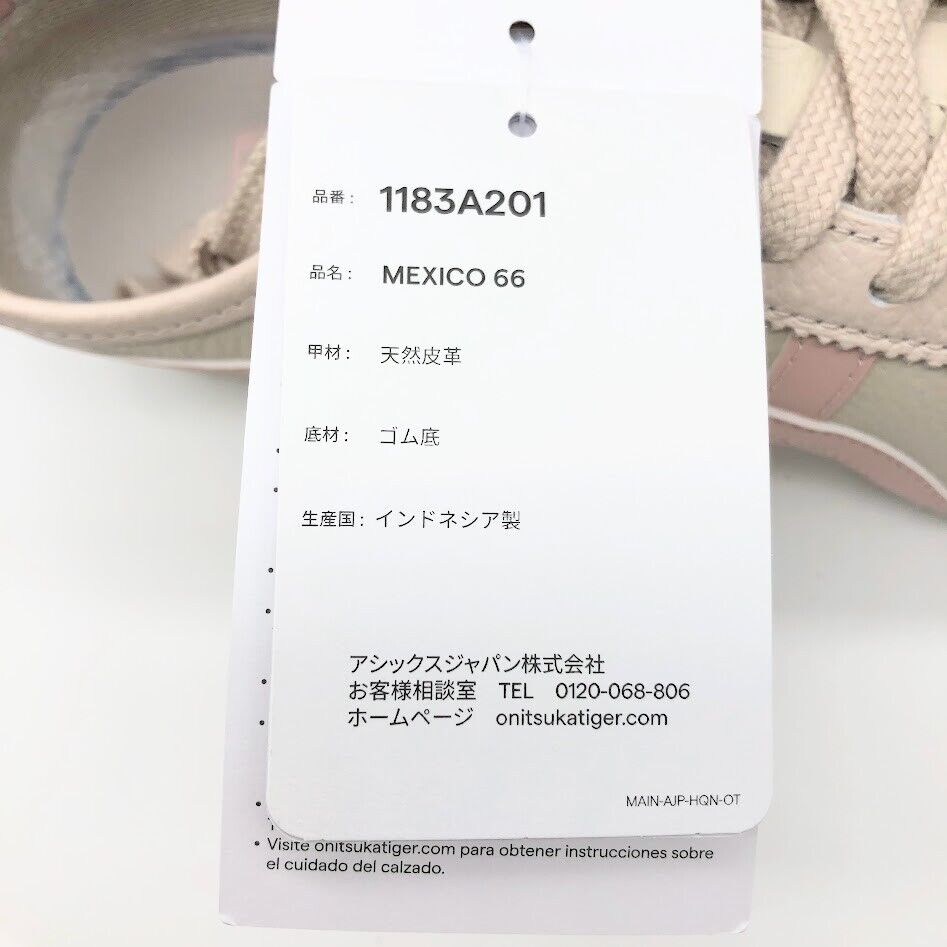 品番: 1183A201
品名: MEXICO 66
甲材: 天然皮革
底材: ゴム底
生産国: インドネシア製
アシックスジャパン株式会社
お客様相談室 TEL 0120-068-806
ホームページ onitsukatiger.com
MAIN-AJP-HQN-OT
• Visite onitsukatiger.com para obtener instrucciones sobre
el cuidado del calzado.